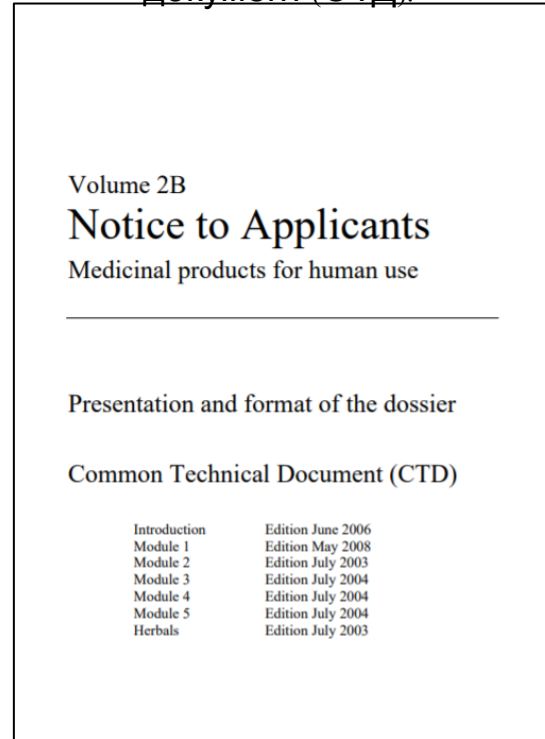 документ (СТД).
Volume 2B
Notice to Applicants
Medicinal products for human use
Presentation and format of the dossier
Common Technical Document (CTD)
Introduction Edition June 2006
Module 1 Edition May 2008
Module 2 Edition July 2003
Module 3 Edition July 2004
Module 4 Edition July 2004
Module 5 Edition July 2004
Herbals Edition July 2003